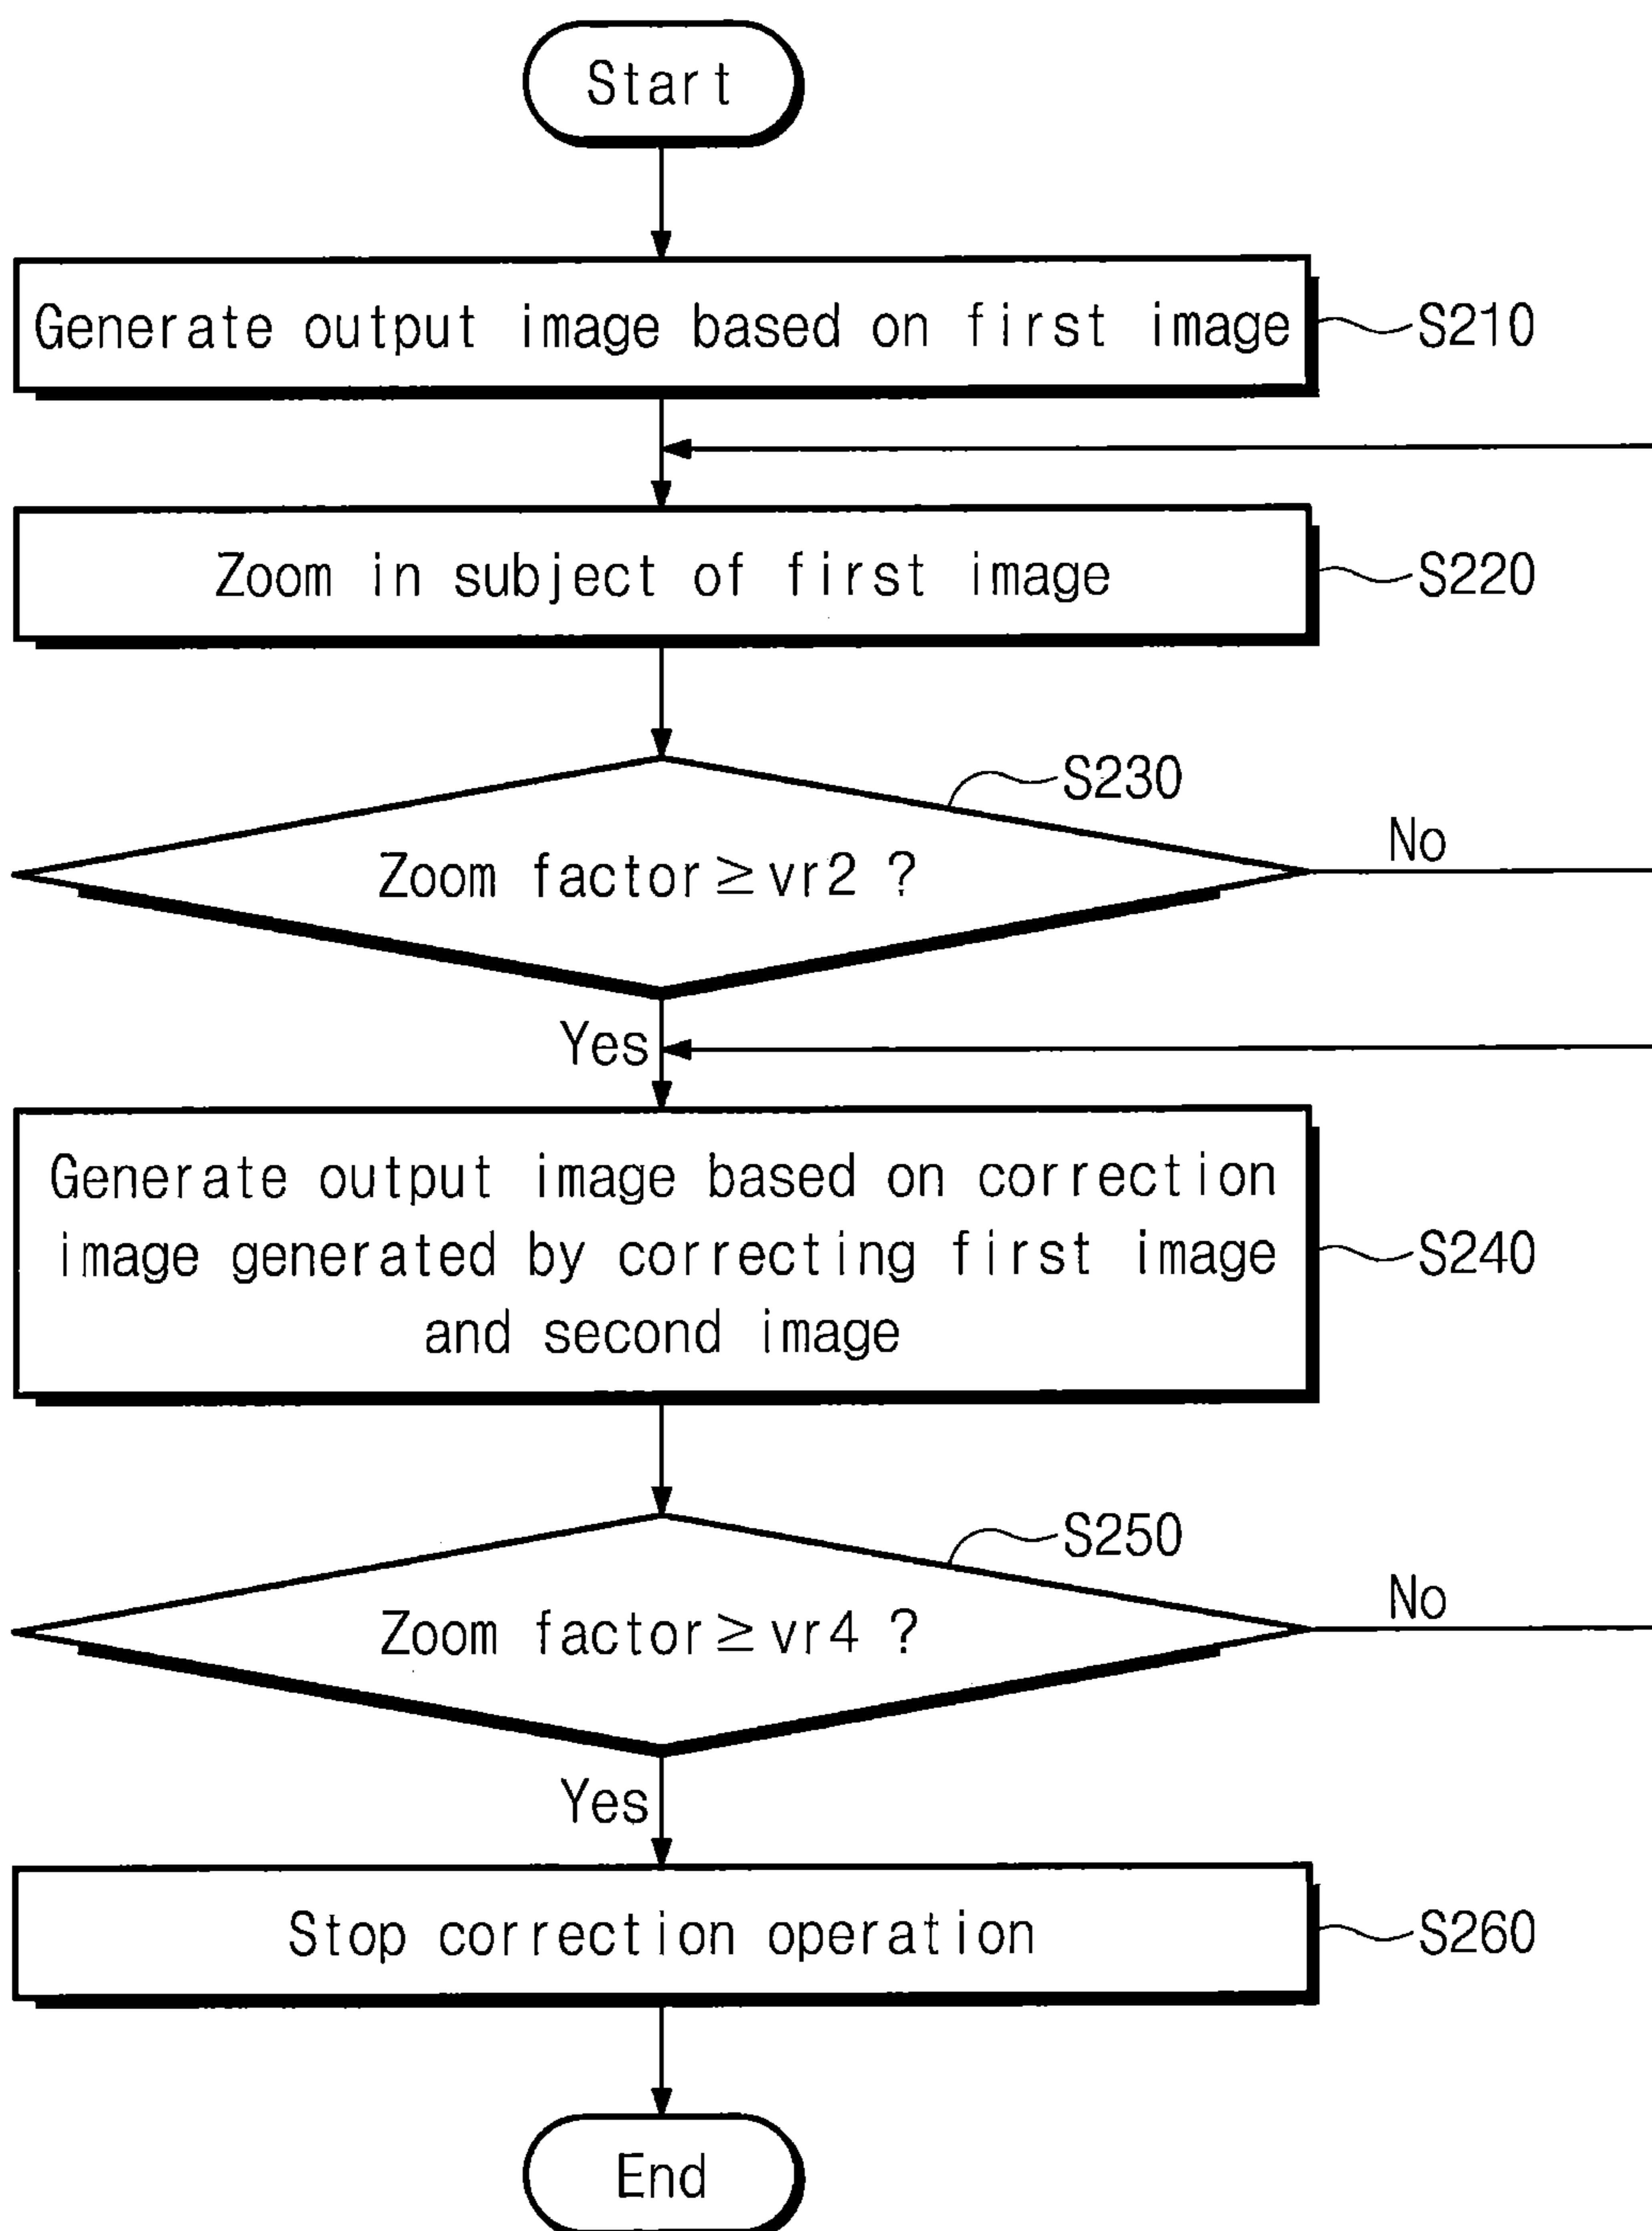 Start
Generate output image based on first image
S210
Zoom in subject of first image
S220
S230
Zoom factor≥vr2 ?
No
Yes
Generate output image based on correction
image generated by correcting first image
and second image
S240
S250
Zoom factor≥vr4 ?
No
Yes
Stop correction operation
S260
End